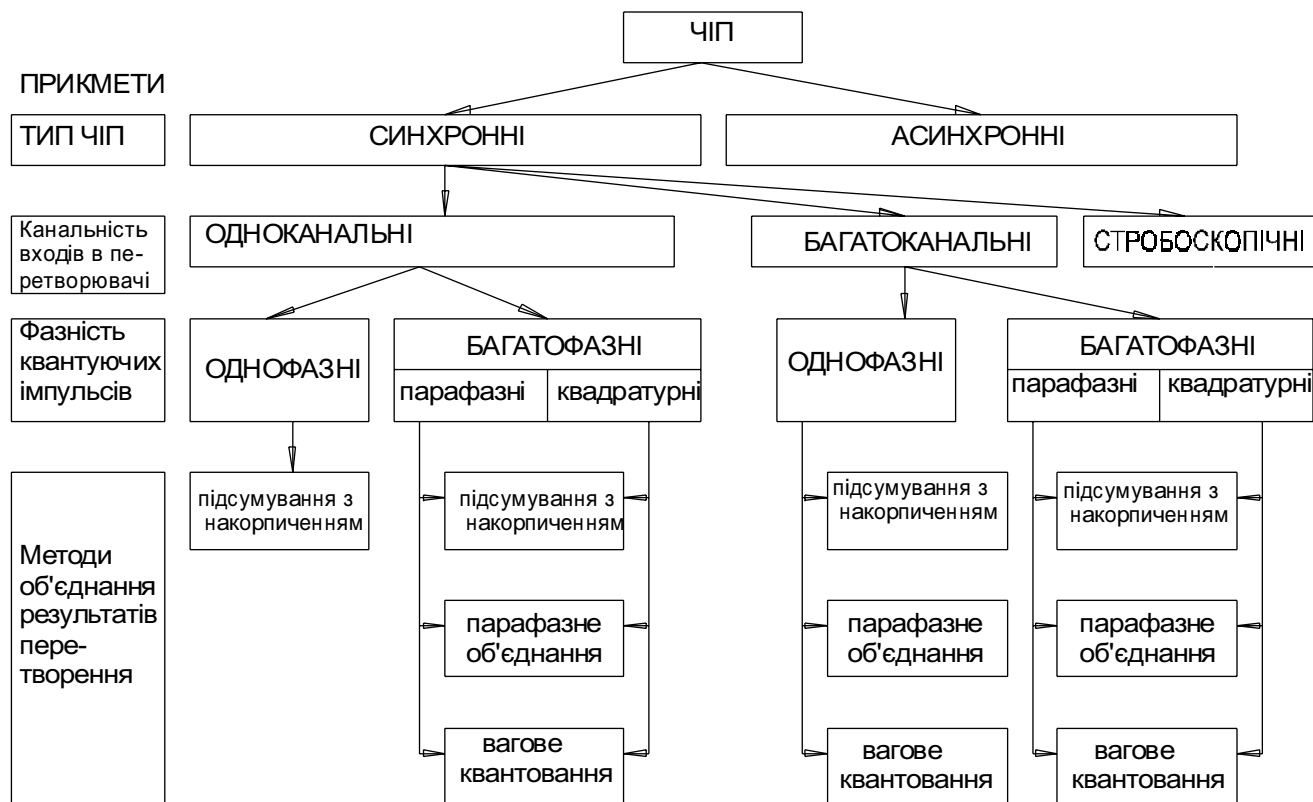 ЧІП
ПРИКМЕТИ
ТИП ЧІП
СИНХРОННІ
АСИНХРОННІ
Канальність
входів в пе-
ретворювачі
ОДНОКАНАЛЬНІ
БАГАТОКАНАЛЬНІ
СТРОБОСКОПІЧНІ
Фазність
квантуючих
імпульсів
ОДНОФАЗНІ
БАГАТОФАЗНІ
парафазні
квадратурні
ОДНОФАЗНІ
БАГАТОФАЗНІ
парафазні
квадратурні
Методи
об'єднання
результатів
пере-
творення
підсумування з
накорпиченням
підсумування з
накорпиченням
підсумування з
накорпиченням
підсумування з
накорпиченням
парафазне
об'єднання
парафазне
об'єднання
парафазне
об'єднання
вагове
квантовання
вагове
квантовання
вагове
квантовання